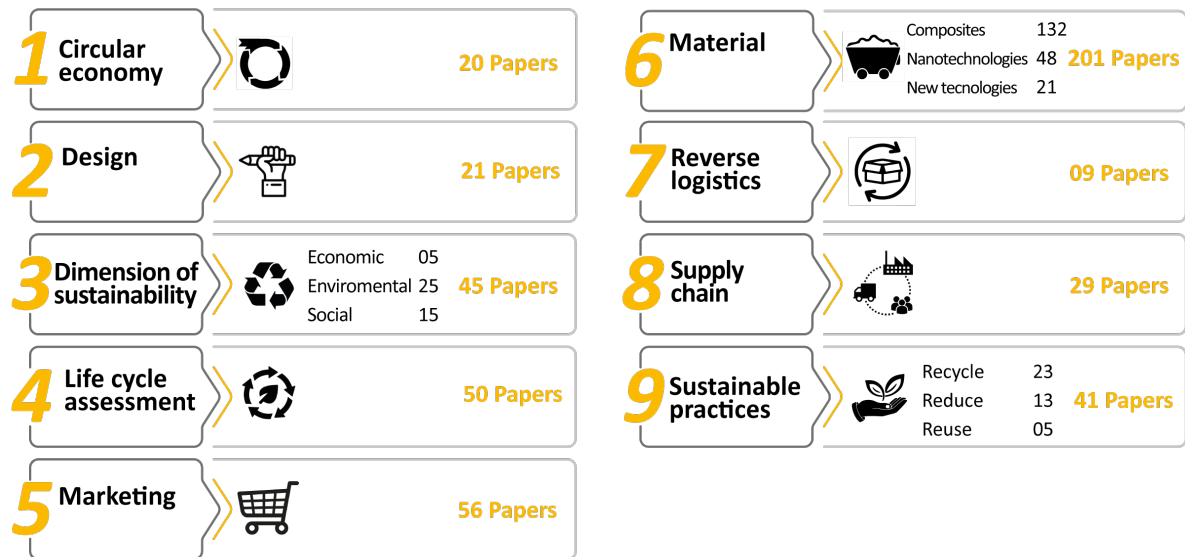 1 Circular
economy
20 Papers
2 Design
21 Papers
3 Dimension of
sustainability
Economic 05
Enviromental 25
Social 15
45 Papers
4 Life cycle
assessment
50 Papers
5 Marketing
56 Papers
6 Material
Composites 132
Nanotechnologies 48
New tecnologies 21
201 Papers
7 Reverse
logistics
09 Papers
8 Supply
chain
29 Papers
9 Sustainable
practices
Recycle 23
Reduce 13
Reuse 05
41 Papers